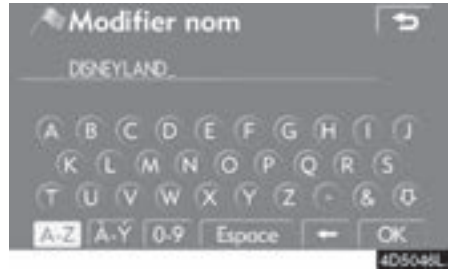 Modifier nom
DISNEYLAND_
A B C D E F G H I J
K L M N O P Q R S
T U V W X Y Z - &
A-Z À-Ý 0-9 Espace ← OK
4D5046L